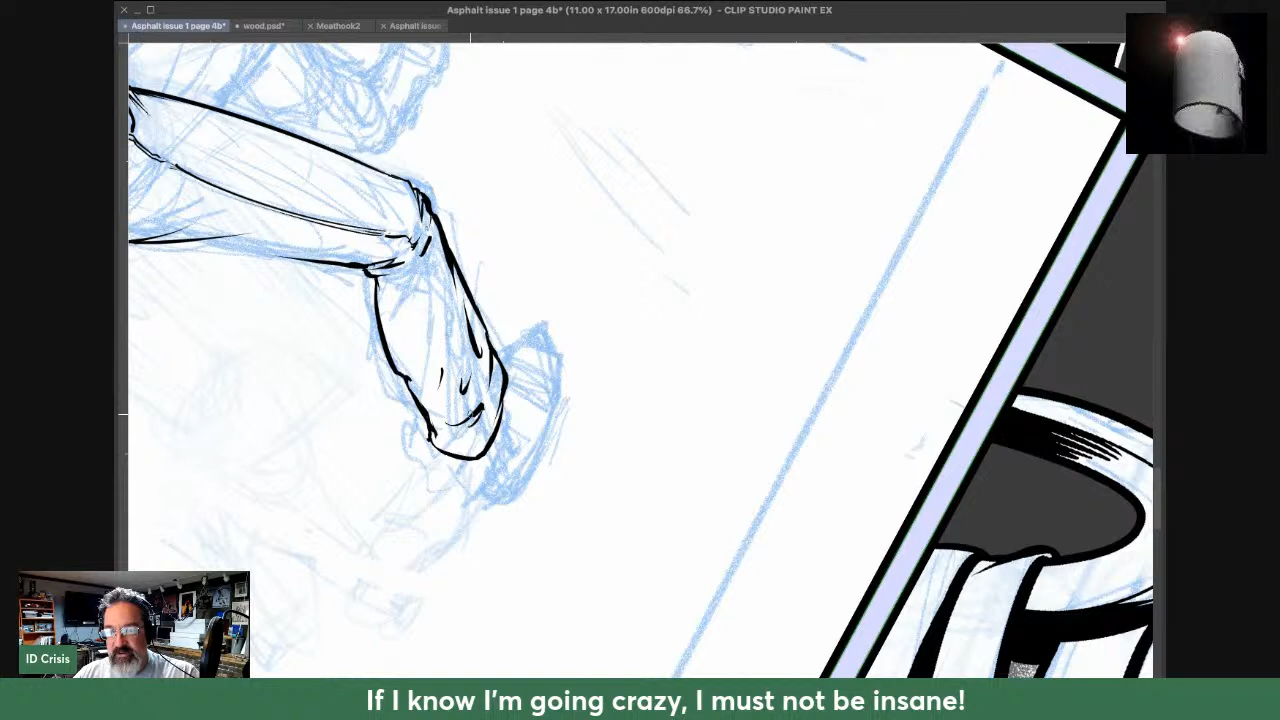 Asphalt issue 1 page 4b* (11.00 x 17.00in 600dpi 66.7%) - CLIP STUDIO PAINT EX
Asphalt issue 1 page 4b* wood.psd* Meathook2 Asphalt issue
ID Crisis
If I know I'm going crazy, I must not be insane!